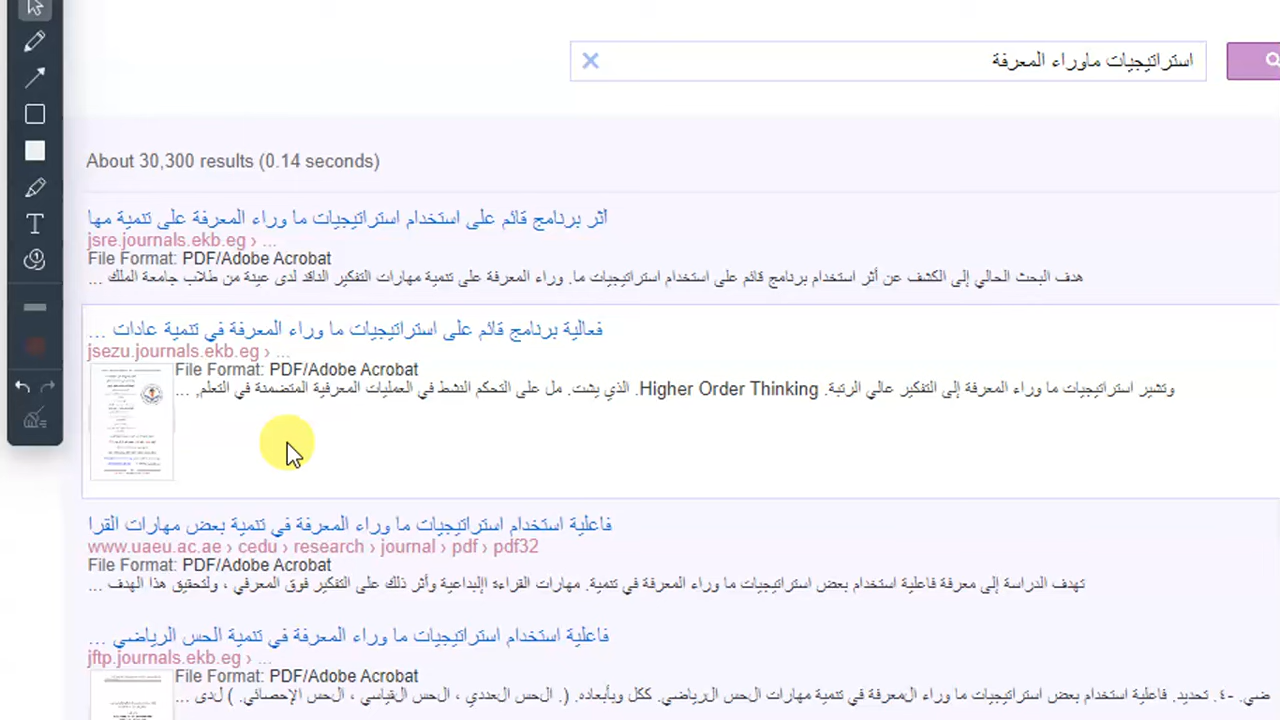 استراتيجيات ماوراء المعرفة
About 30,300 results (0.14 seconds)
أثر برنامج قائم على استخدام استراتيجيات ما وراء المعرفة على تنمية مها
jsre.journals.ekb.eg › ...
File Format: PDF/Adobe Acrobat
هدف البحث الحالي إلى الكشف عن أثر استخدام برنامج قائم على استخدام استراتيجيات ما. وراء المعرفة على تنمية مهارات التفكير الناقد لدى عينة من طلاب جامعة الملك ...
فعالية برنامج قائم على استراتيجيات ما وراء المعرفة في تنمية عادات ...
jsezu.journals.ekb.eg › ...
File Format: PDF/Adobe Acrobat
وتشير استراتيجيات ما وراء المعرفة إلى التفكير عالي الرتبة. Higher Order Thinking. الذي يشت. مل على التحكم النشط في العمليات المعرفية المتضمنة في التعلم, ...
فاعلية استخدام استراتيجيات ما وراء المعرفة في تنمية بعض مهارات القرا
www.uaeu.ac.ae › cedu › research › journal › pdf › pdf32
File Format: PDF/Adobe Acrobat
تهدف الدراسة إلى معرفة فاعلية استخدام بعض استراتيجيات ما وراء المعرفة في تنمية. مهارات القراءة اإلبداعية وأثر ذلك على التفكير فوق المعرفي ، ولتحقيق هذا الهدف ...
فاعلية استخدام استراتيجيات ما وراء المعرفة في تنمية الحس الرياضي ...
jftp.journals.ekb.eg › ...
File Format: PDF/Adobe Acrobat
ضي. -٤. تحديد. فاعلية استخدام بعض استراتيجيات ما وراء المعرفة في تنمية مهارات الحس الرياضي. ككل وبأبعاده. (. الحس العددي ، الحس القياسي ، الحس الإحصائي. ) لدى ...